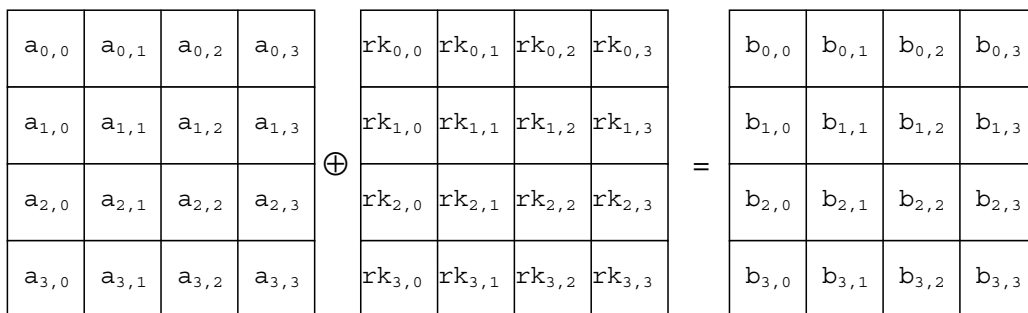 a0,0 a0,1 a0,2 a0,3 rk0,0 rk0,1 rk0,2 rk0,3 b0,0 b0,1 b0,2 b0,3
a1,0 a1,1 a1,2 a1,3 rk1,0 rk1,1 rk1,2 rk1,3 b1,0 b1,1 b1,2 b1,3
⊕ =
a2,0 a2,1 a2,2 a2,3 rk2,0 rk2,1 rk2,2 rk2,3 b2,0 b2,1 b2,2 b2,3
a3,0 a3,1 a3,2 a3,3 rk3,0 rk3,1 rk3,2 rk3,3 b3,0 b3,1 b3,2 b3,3